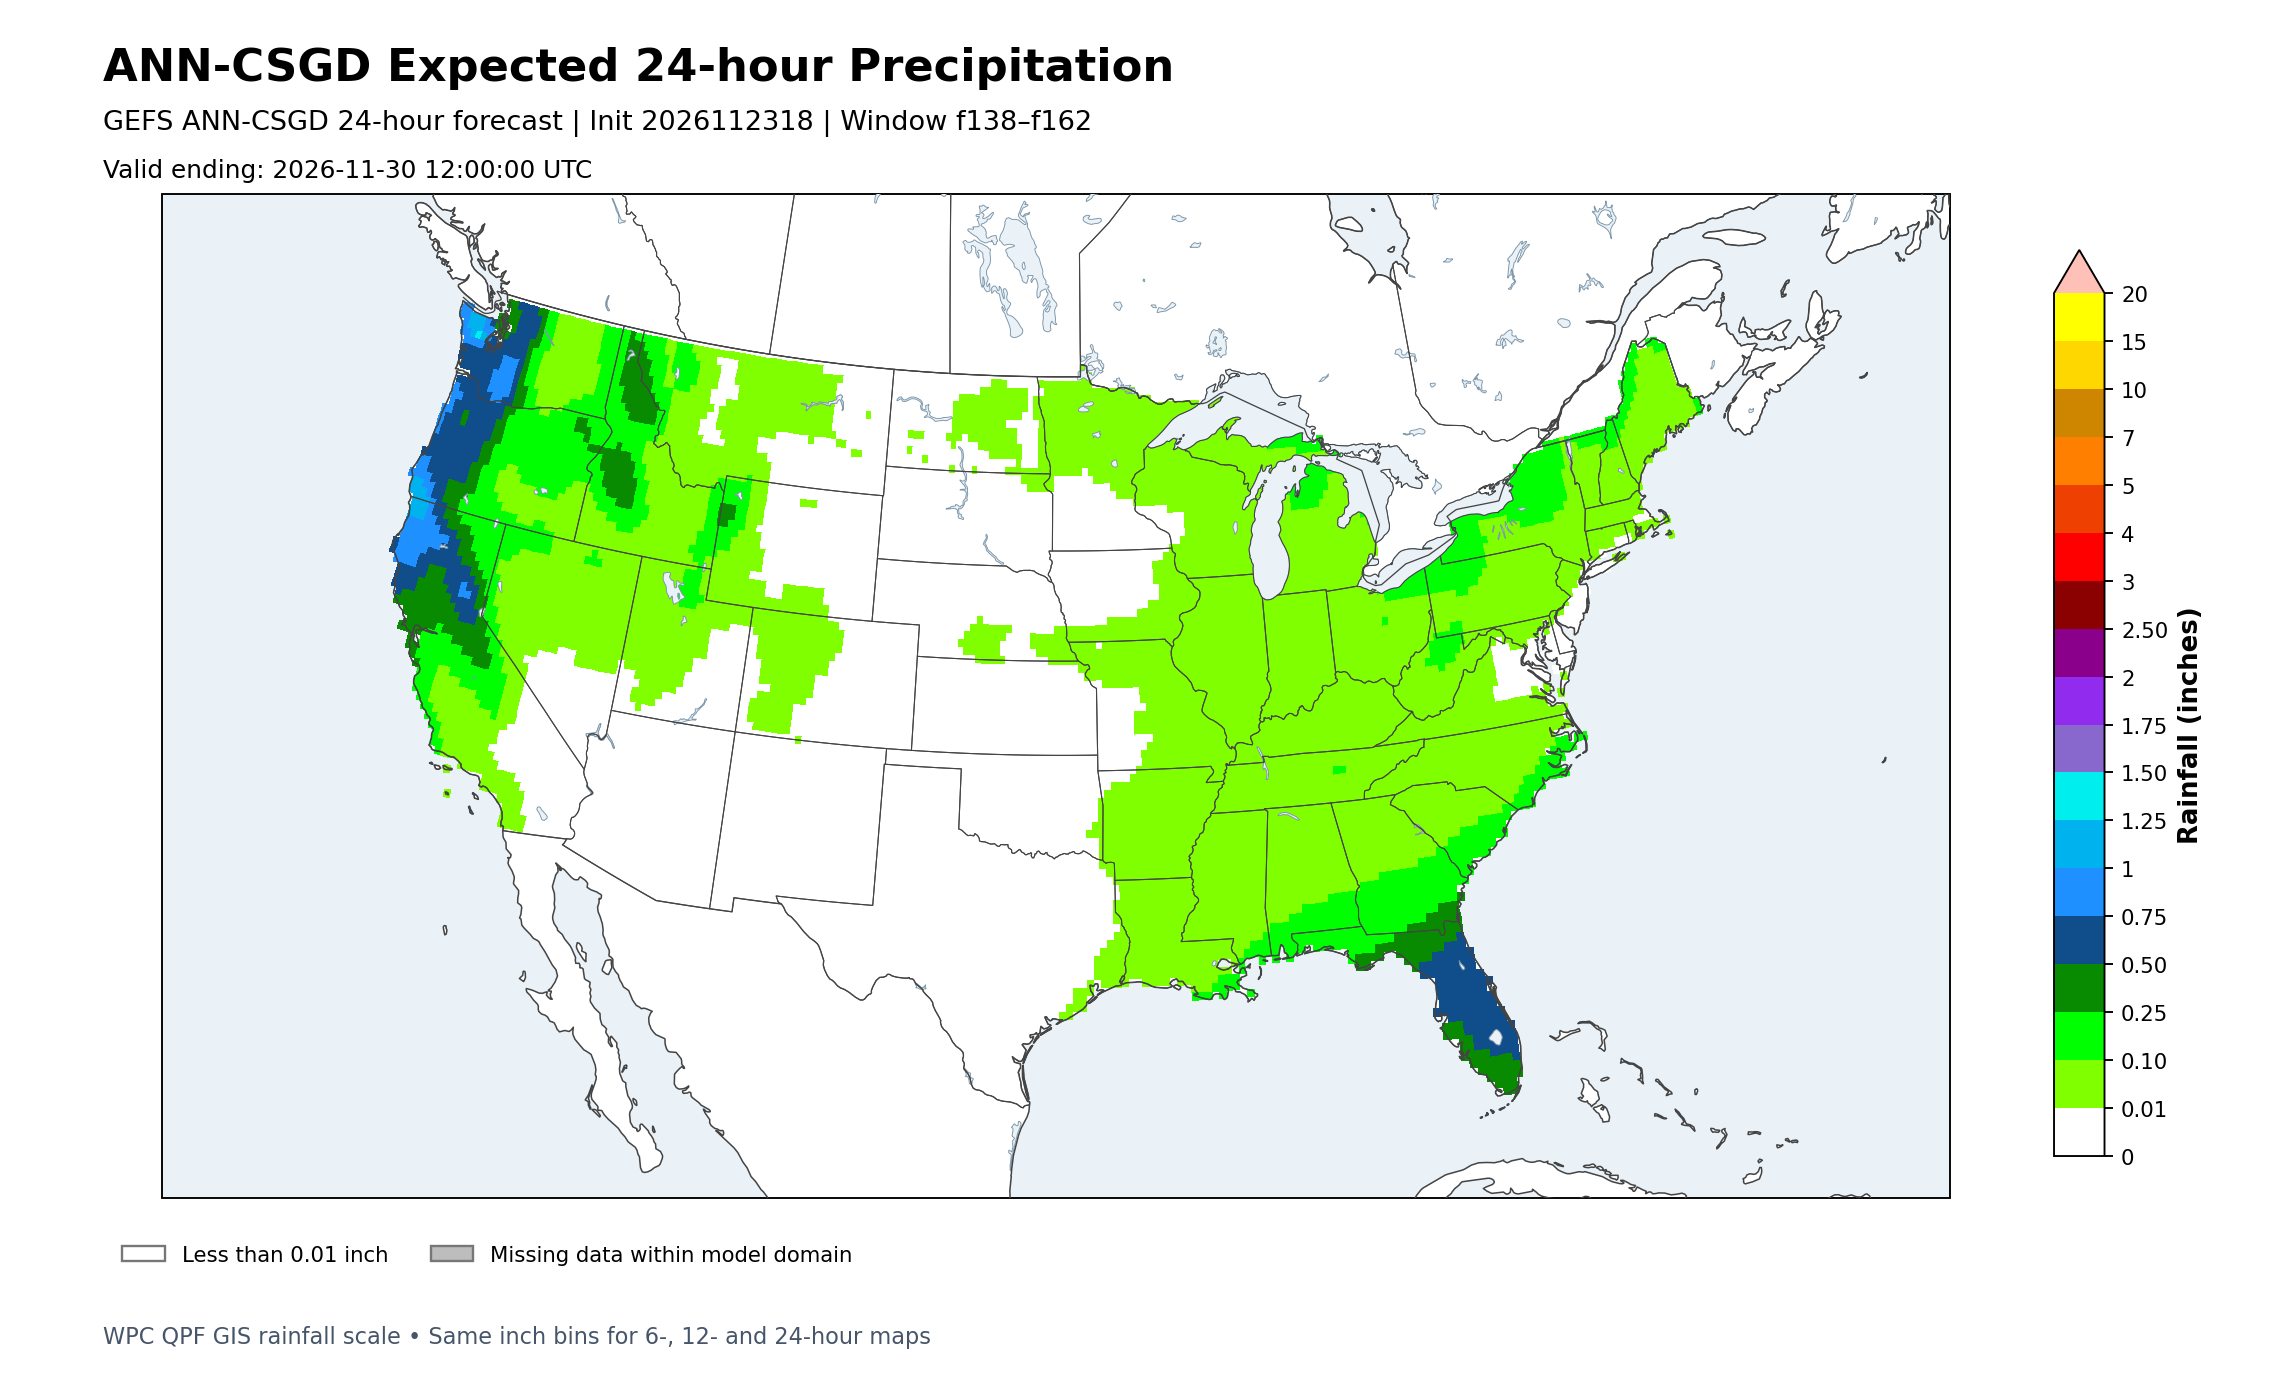 ANN-CSGD Expected 24-hour Precipitation
GEFS ANN-CSGD 24-hour forecast | Init 2026112318 | Window f138–f162
Valid ending: 2026-11-30 12:00:00 UTC
20
15
10
7
5
4
3
2.50
2
1.75
1.50
1.25
1
0.75
0.50
0.25
0.10
0.01
0
Rainfall (inches)
Less than 0.01 inch
Missing data within model domain
WPC QPF GIS rainfall scale • Same inch bins for 6-, 12- and 24-hour maps